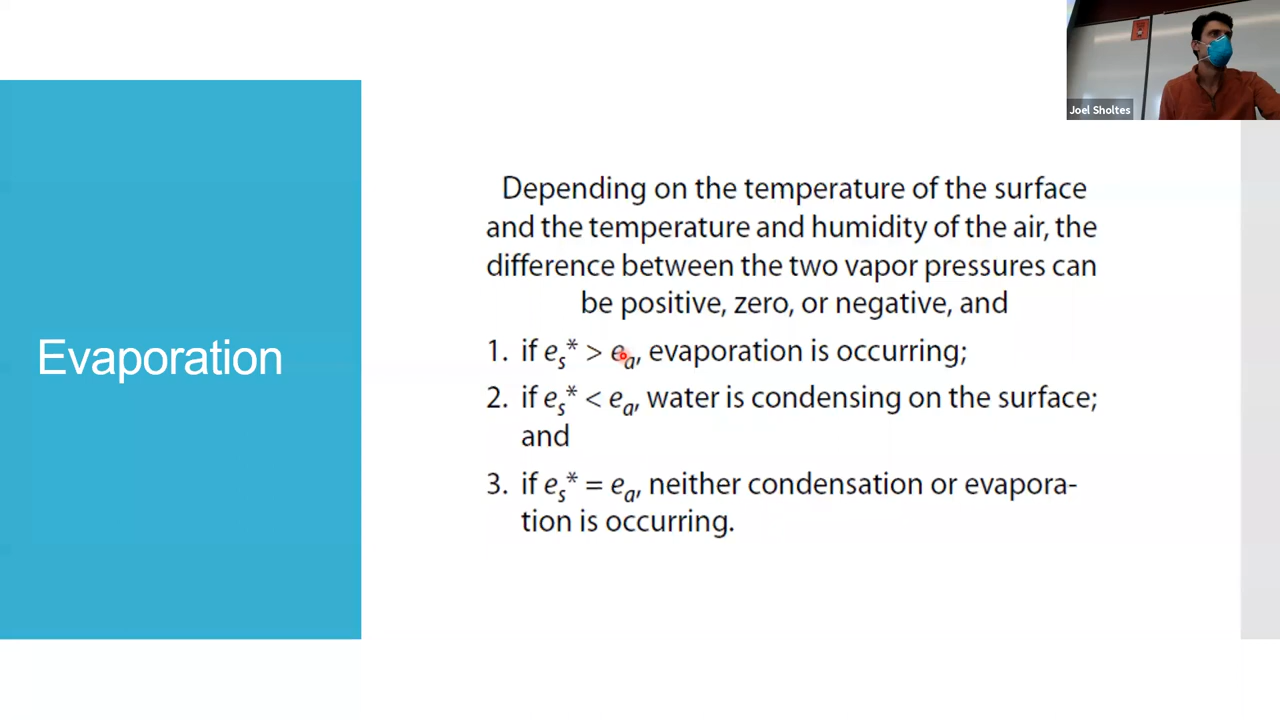 Joel Sholtes
Evaporation
Depending on the temperature of the surface
and the temperature and humidity of the air, the
difference between the two vapor pressures can
be positive, zero, or negative, and
1. if eₛ* > eₐ, evaporation is occurring;
2. if eₛ* < eₐ, water is condensing on the surface;
and
3. if eₛ* = eₐ, neither condensation or evapora-
tion is occurring.